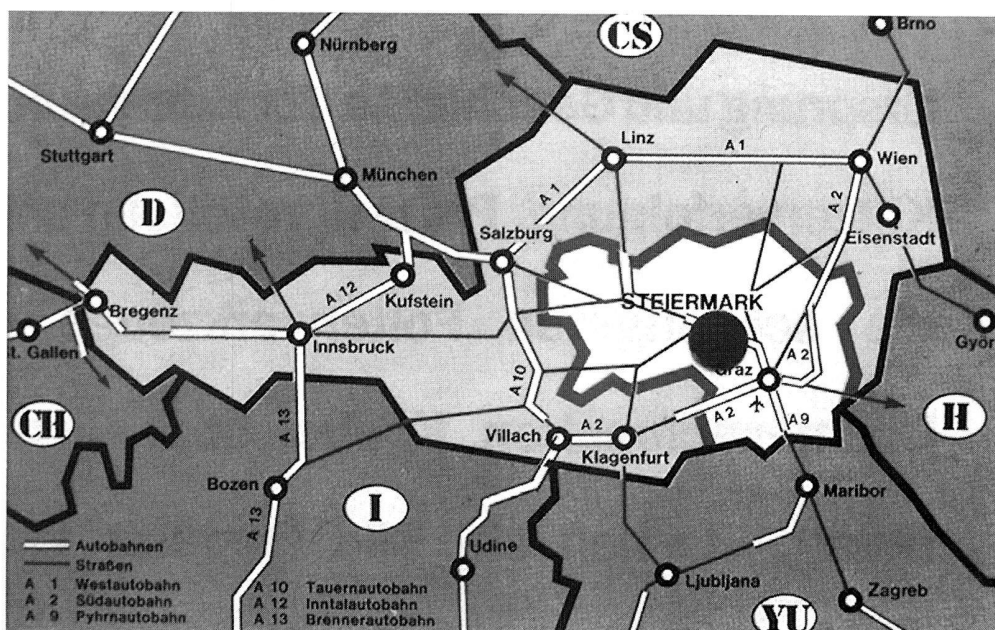 CS
Brno
Nürnberg
Linz
A 1
Wien
Stuttgart
München
A 1
A 2
D
Salzburg
Eisenstadt
Bregenz
A 12
Kufstein
STEIERMARK
St. Gallen
Innsbruck
Györ
Graz
A 2
A 10
CH
A 13
Villach
A 2
Klagenfurt
A 2
A 9
H
Bozen
I
Maribor
A 13
Udine
Ljubljana
Zagreb
YU
Autobahnen
Straßen
A 1 Westautobahn
A 2 Südautobahn
A 9 Pyhrnautobahn
A 10 Tauernautobahn
A 12 Inntalautobahn
A 13 Brennerautobahn